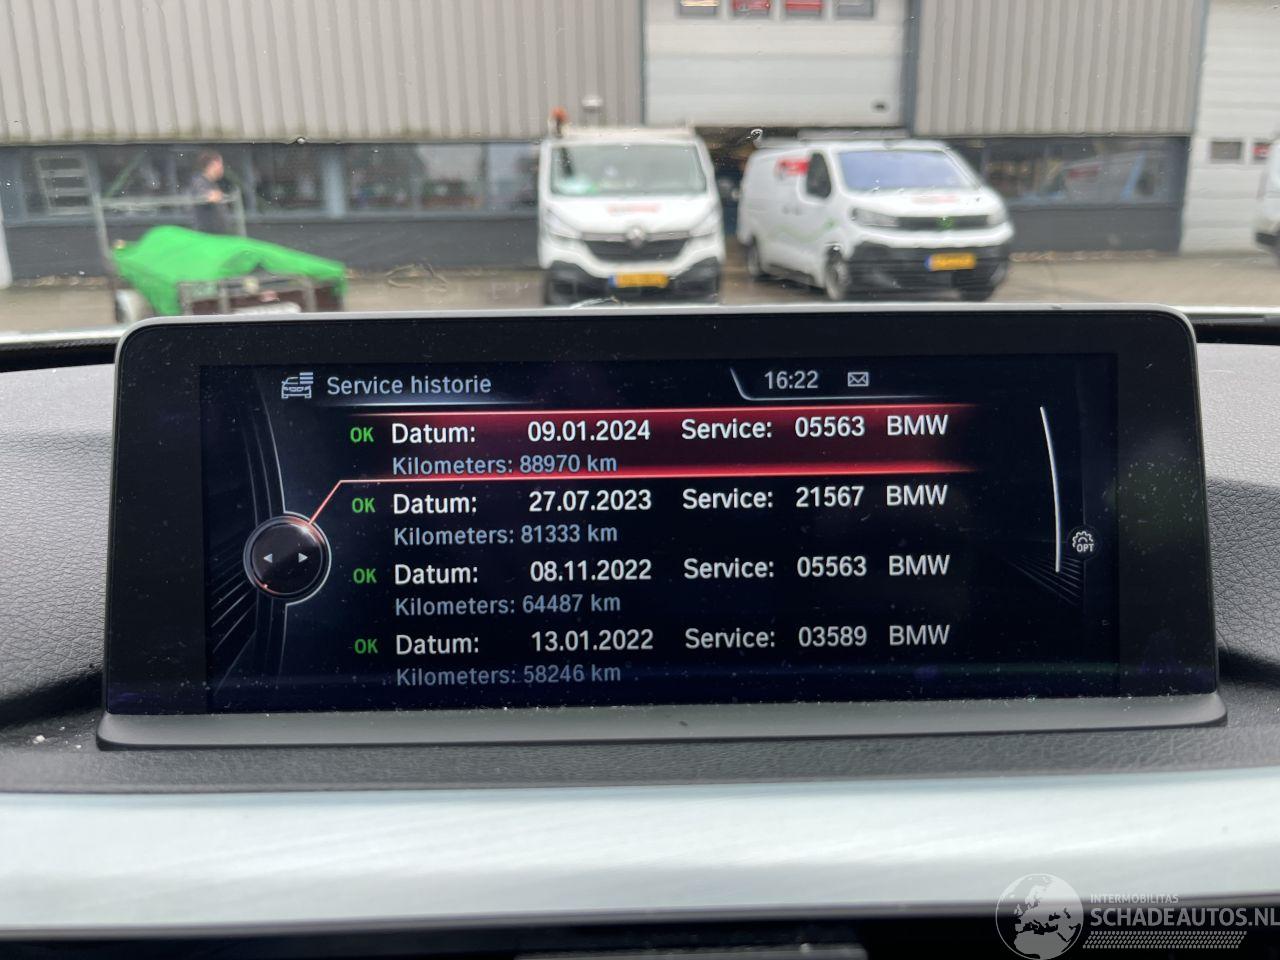 Service historie 16:22
OK Datum: 09.01.2024 Service: 05563 BMW
Kilometers: 88970 km
OK Datum: 27.07.2023 Service: 21567 BMW
Kilometers: 81333 km
OK Datum: 08.11.2022 Service: 05563 BMW
Kilometers: 64487 km
OPT
OK Datum: 13.01.2022 Service: 03589 BMW
Kilometers: 58246 km
INTERMOBILITAS
SCHADEAUTOS.NL